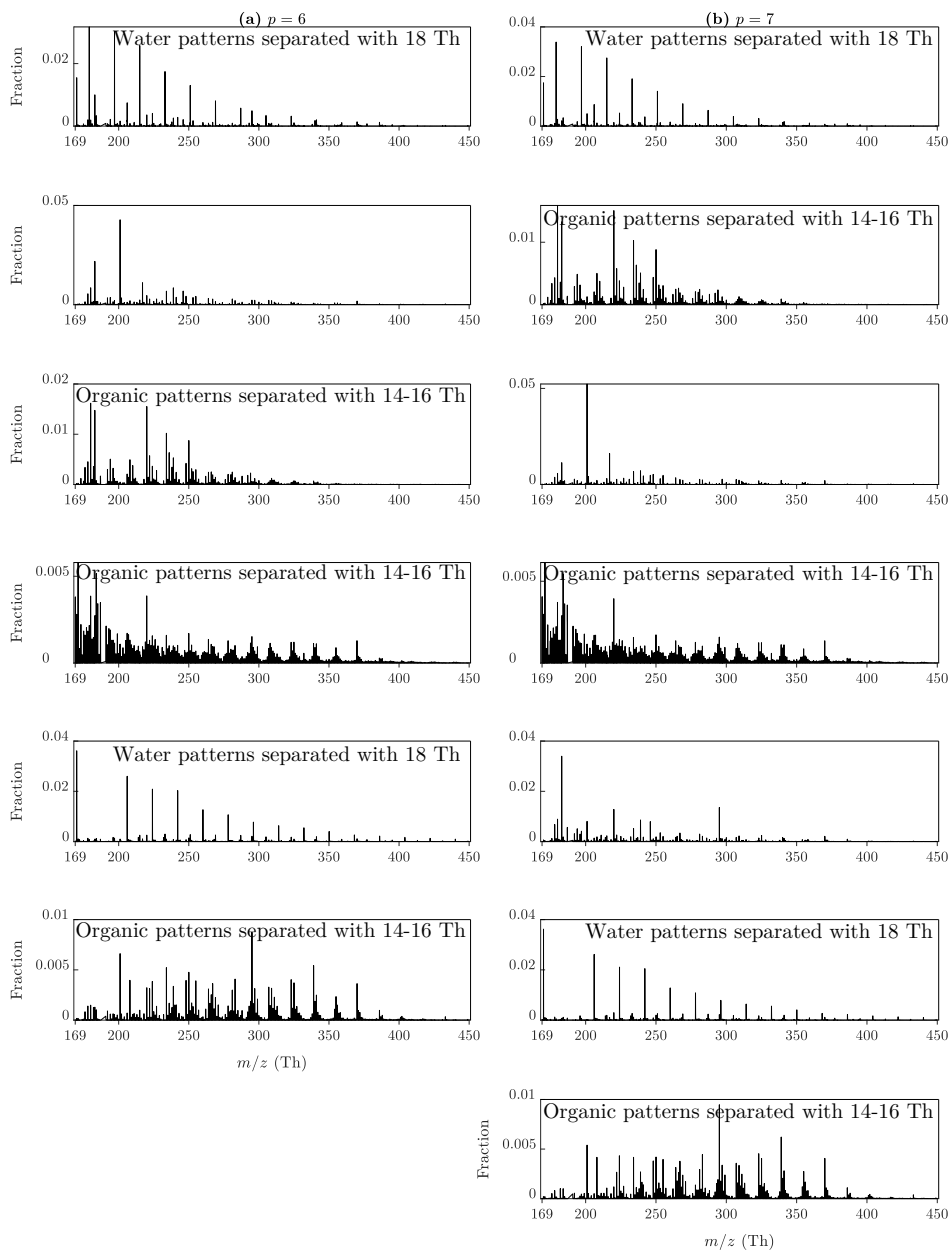 (a) p = 6
Water patterns separated with 18 Th
Fraction
0.02
0
169 200 250 300 350 400 450
Fraction
0.05
0
169 200 250 300 350 400 450
Organic patterns separated with 14-16 Th
Fraction
0.02
0.01
0
169 200 250 300 350 400 450
Organic patterns separated with 14-16 Th
Fraction
0.005
0
169 200 250 300 350 400 450
Water patterns separated with 18 Th
Fraction
0.04
0.02
0
169 200 250 300 350 400 450
Organic patterns separated with 14-16 Th
Fraction
0.01
0.005
0
169 200 250 300 350 400 450
m/z (Th)
(b) p = 7
Water patterns separated with 18 Th
0.04
0.02
0
169 200 250 300 350 400 450
Organic patterns separated with 14-16 Th
0.01
0
169 200 250 300 350 400 450
0.05
0
169 200 250 300 350 400 450
Organic patterns separated with 14-16 Th
0.005
0
169 200 250 300 350 400 450
0.04
0.02
0
169 200 250 300 350 400 450
Water patterns separated with 18 Th
0.04
0.02
0
169 200 250 300 350 400 450
Organic patterns separated with 14-16 Th
Fraction
0.01
0.005
0
169 200 250 300 350 400 450
m/z (Th)